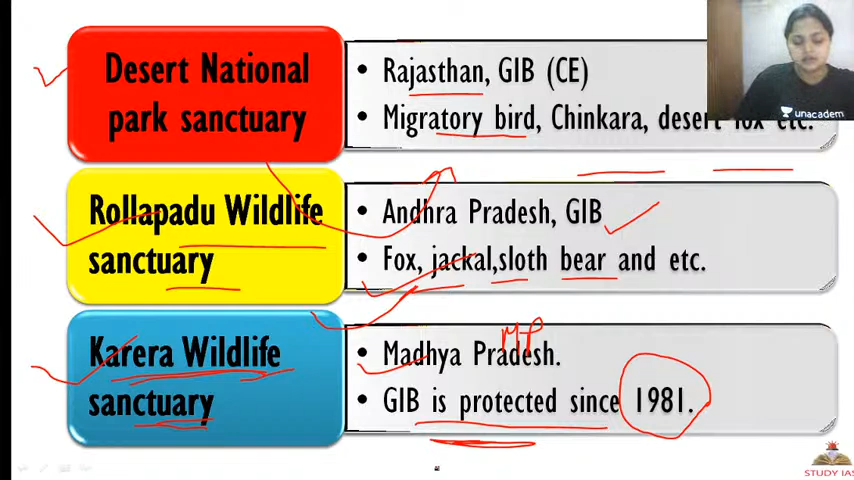 Desert National
park sanctuary
• Rajasthan, GIB (CE)
• Migratory bird, Chinkara, desert fox etc.
unacadem
Rollapadu Wildlife
sanctuary
• Andhra Pradesh, GIB
• Fox, jackal,sloth bear and etc.
MP
Karera Wildlife
sanctuary
• Madhya Pradesh.
• GIB is protected since 1981.
STUDY IAS